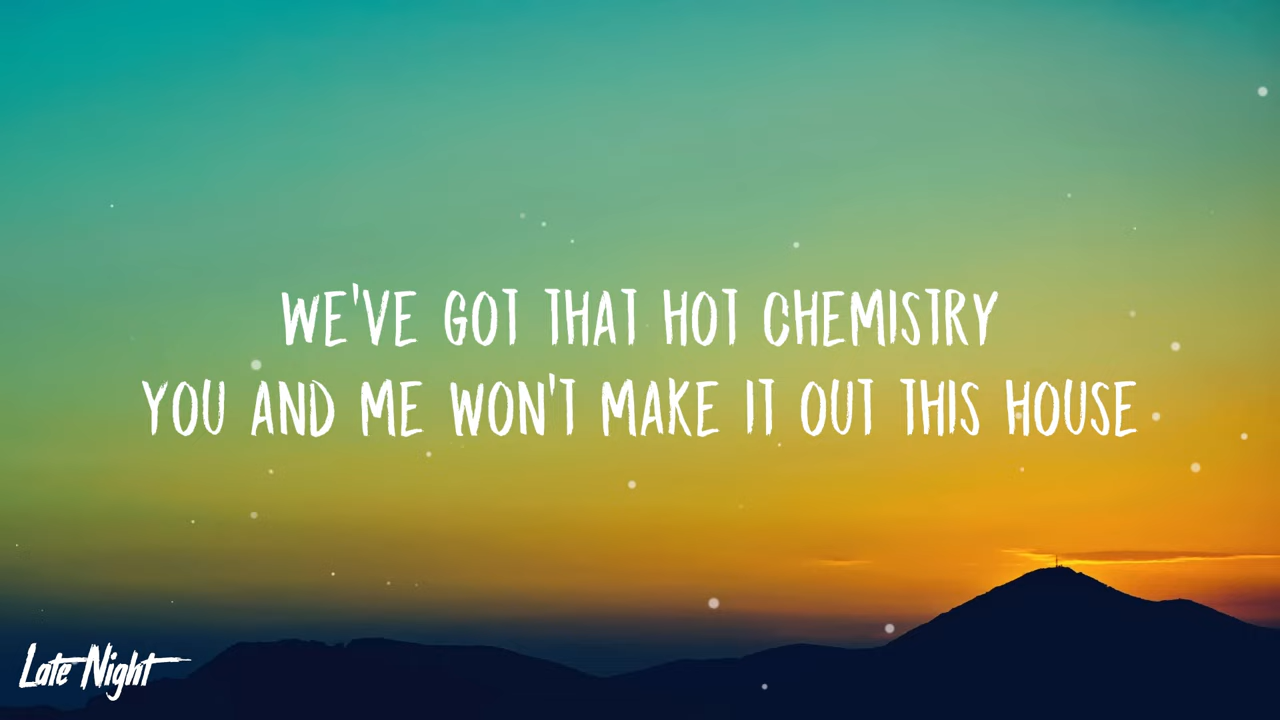 WE'VE GOT THAT HOT CHEMISTRY
YOU AND ME WON'T MAKE IT OUT THIS HOUSE
Late Night